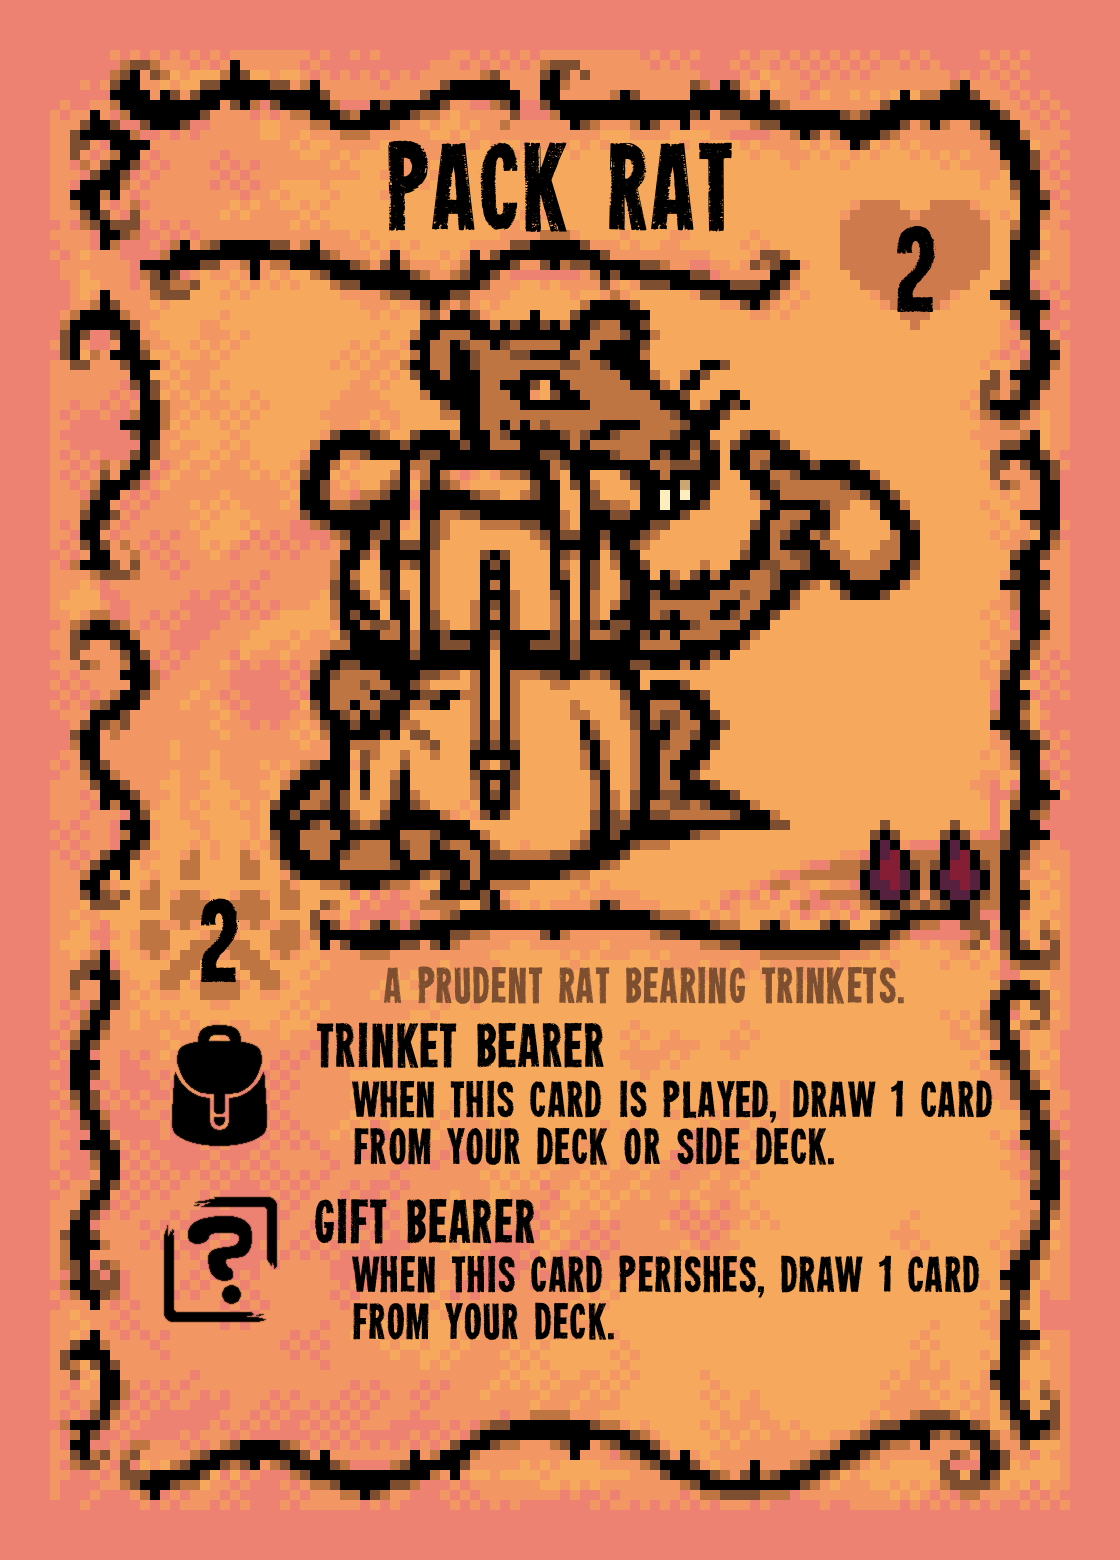 PACK RAT
2
2
A PRUDENT RAT BEARING TRINKETS.
TRINKET BEARER
WHEN THIS CARD IS PLAYED, DRAW 1 CARD
FROM YOUR DECK OR SIDE DECK.
?
GIFT BEARER
WHEN THIS CARD PERISHES, DRAW 1 CARD
FROM YOUR DECK.